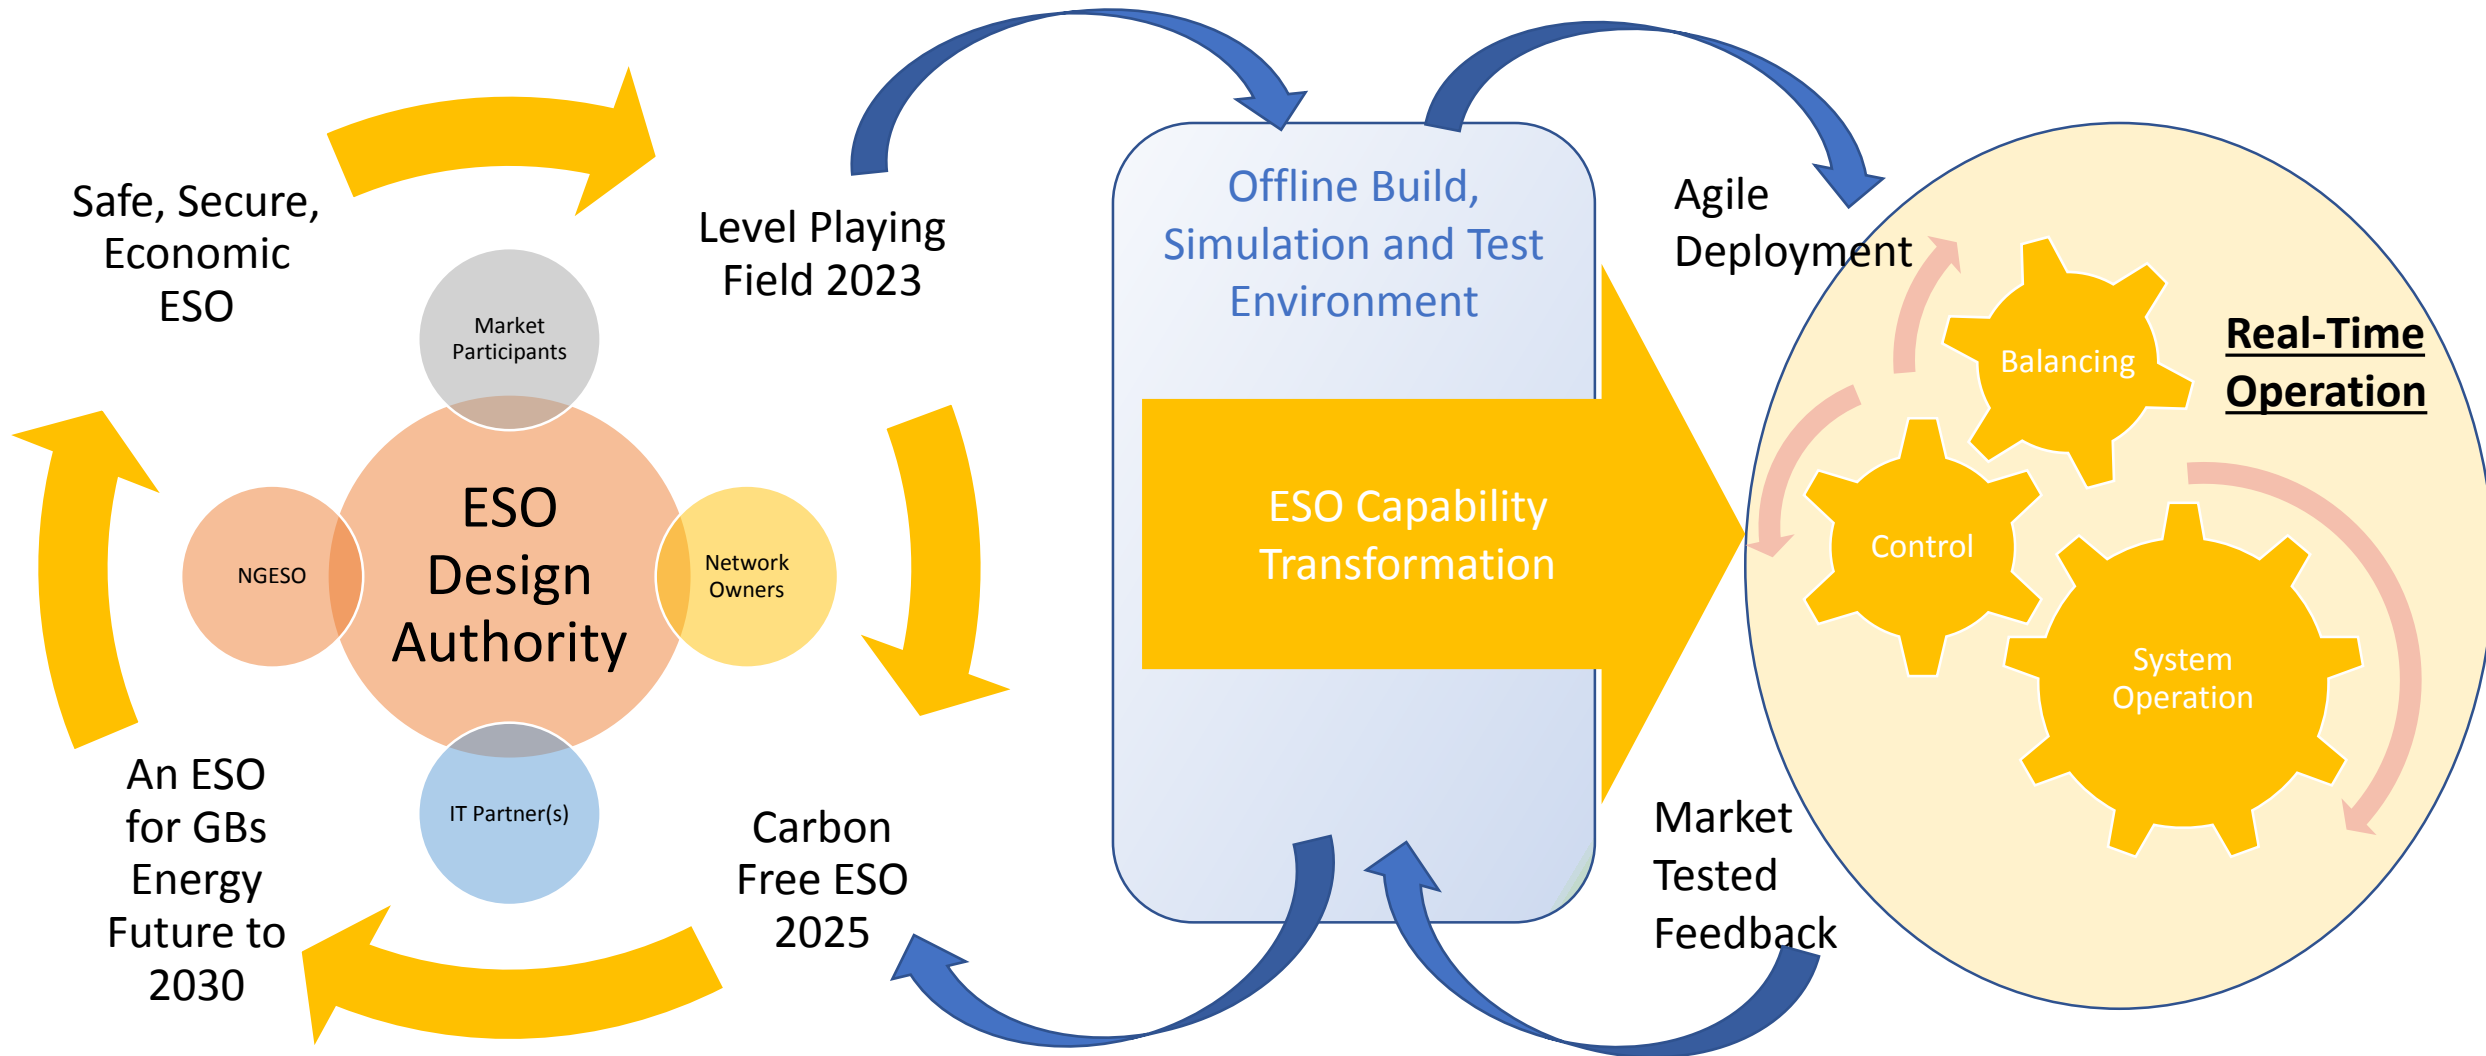 Safe, Secure,
Economic
ESO
Level Playing
Field 2023
Market
Participants
ESO
Design
Authority
NGESO
Network
Owners
IT Partner(s)
An ESO
for GBs
Energy
Future to
2030
Carbon
Free ESO
2025
Offline Build,
Simulation and Test
Environment
ESO Capability
Transformation
Agile
Deployment
Market
Tested
Feedback
Real-Time
Operation
Balancing
Control
System
Operation